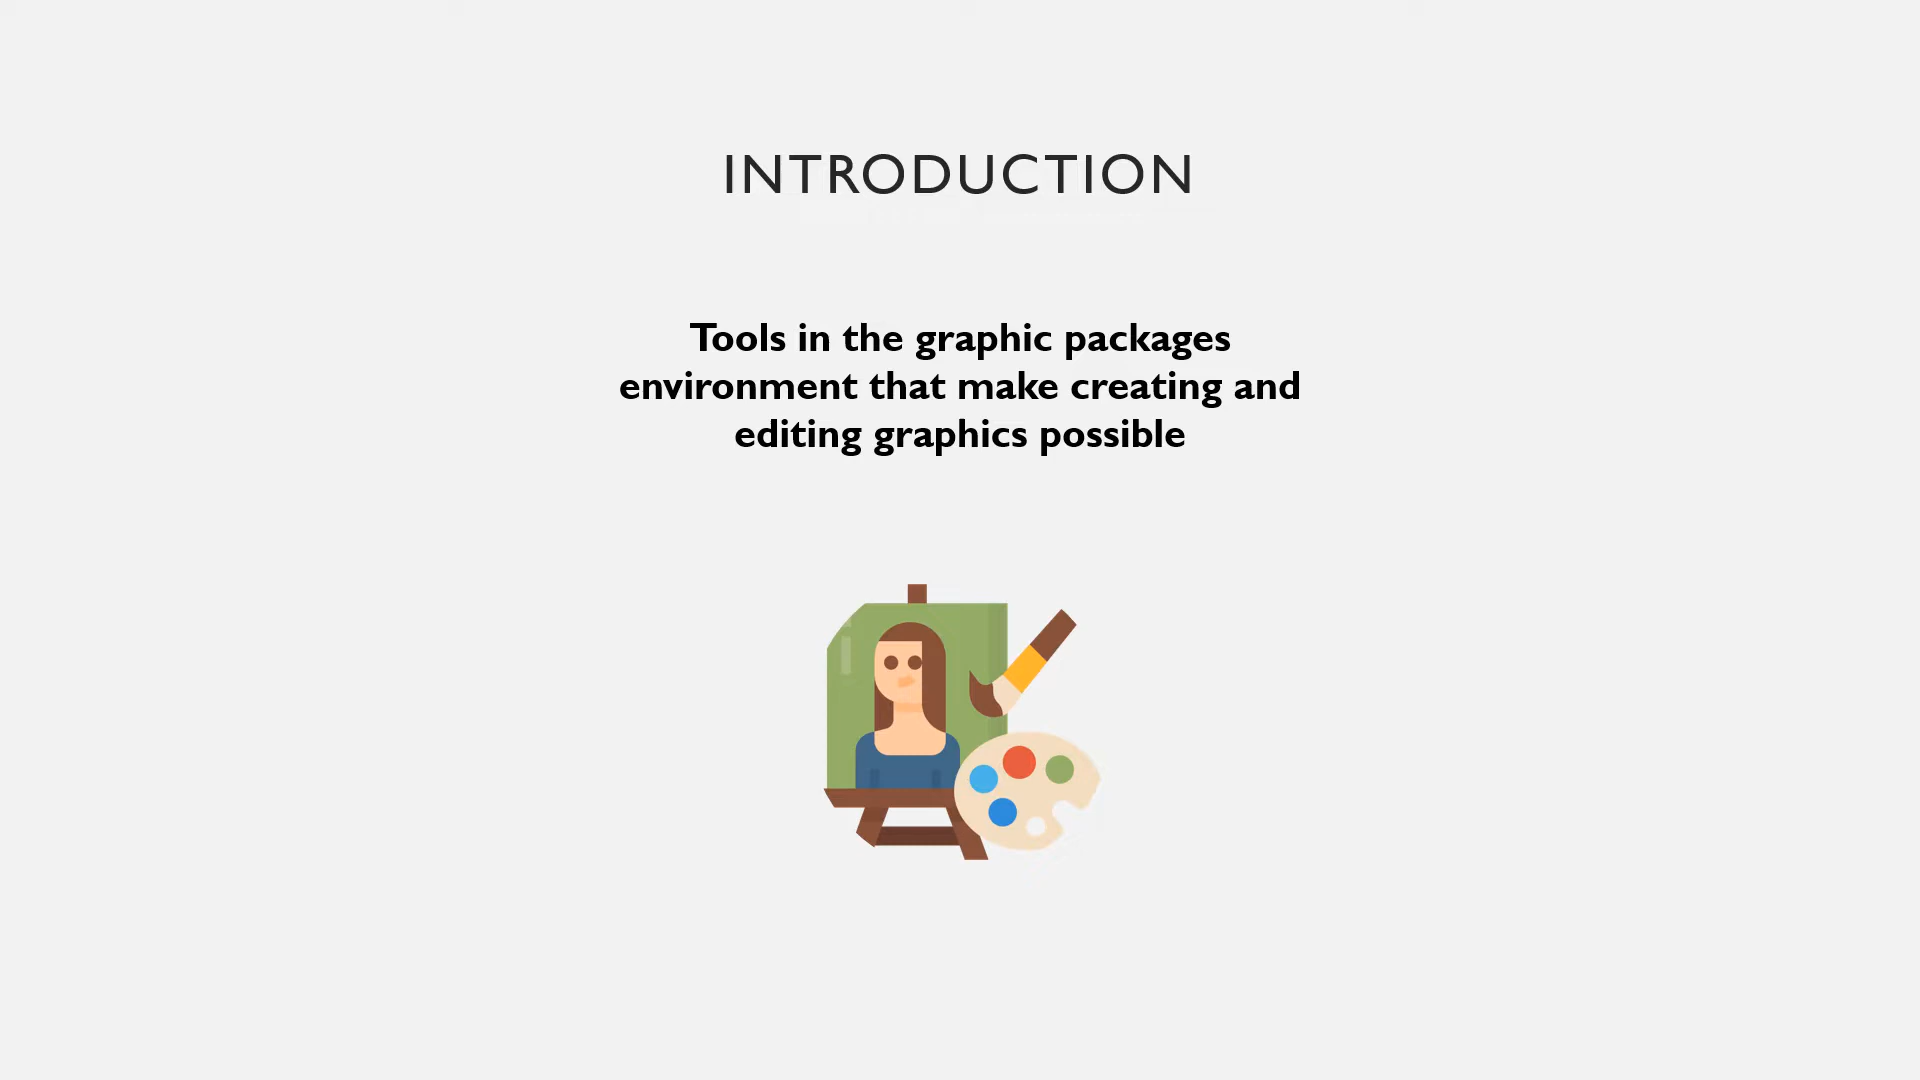 INTRODUCTION
Tools in the graphic packages
environment that make creating and
editing graphics possible